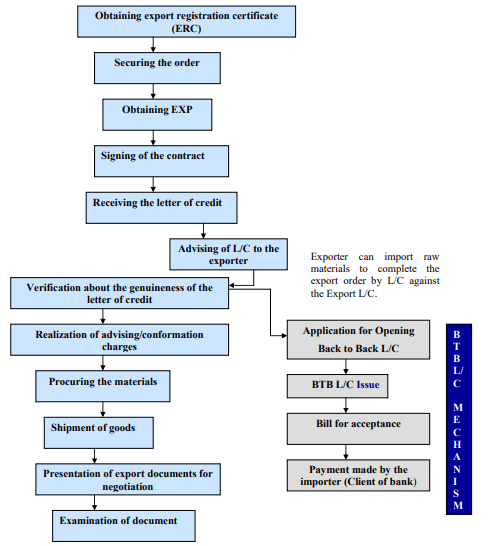 Obtaining export registration certificate
(ERC)
Securing the order
Obtaining EXP
Signing of the contract
Receiving the letter of credit
Advising of L/C to the
exporter
Exporter can import raw
materials to complete the
export order by L/C against
the Export L/C.
Verification about the genuineness of the
letter of credit
Realization of advising/conformation
charges
Procuring the materials
Shipment of goods
Presentation of export documents for
negotiation
Examination of document
Application for Opening
Back to Back L/C
BTB L/C Issue
Bill for acceptance
Payment made by the
importer (Client of bank)
B
T
B
L/
C
M
E
C
H
A
N
I
S
M